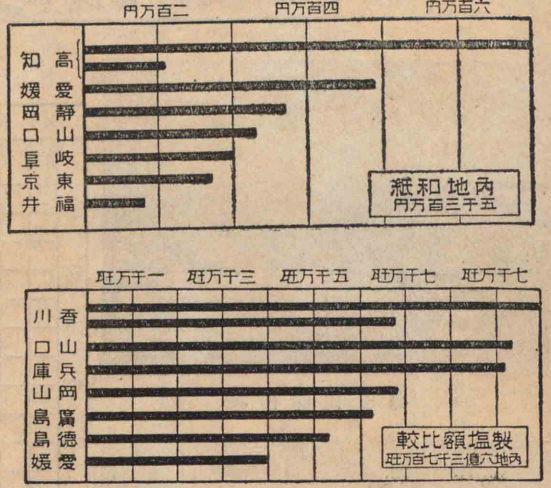 二百万円
四百万円
六百万円
高知
愛媛
靜岡
山口
岐阜
東京
福井
内地和紙
五千三百万円
一千万瓩
三千万瓩
五千万瓩
七千万瓩
七千万瓩
香川
山口
兵庫
岡山
廣島
德島
愛媛
製塩額比較
内地六億三千七百万瓩